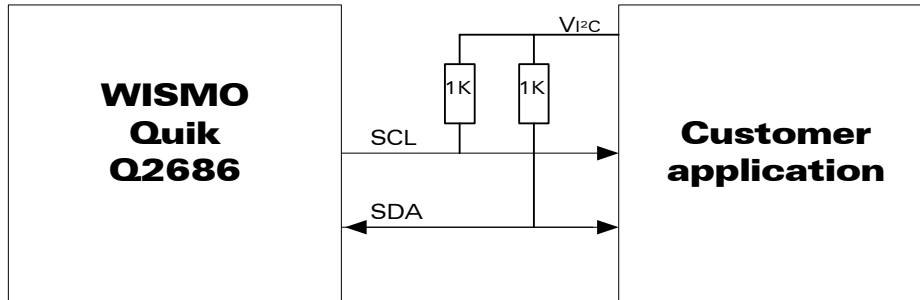 VI²C
1K 1K
WISMO
Quik
Q2686
SCL
SDA
Customer
application